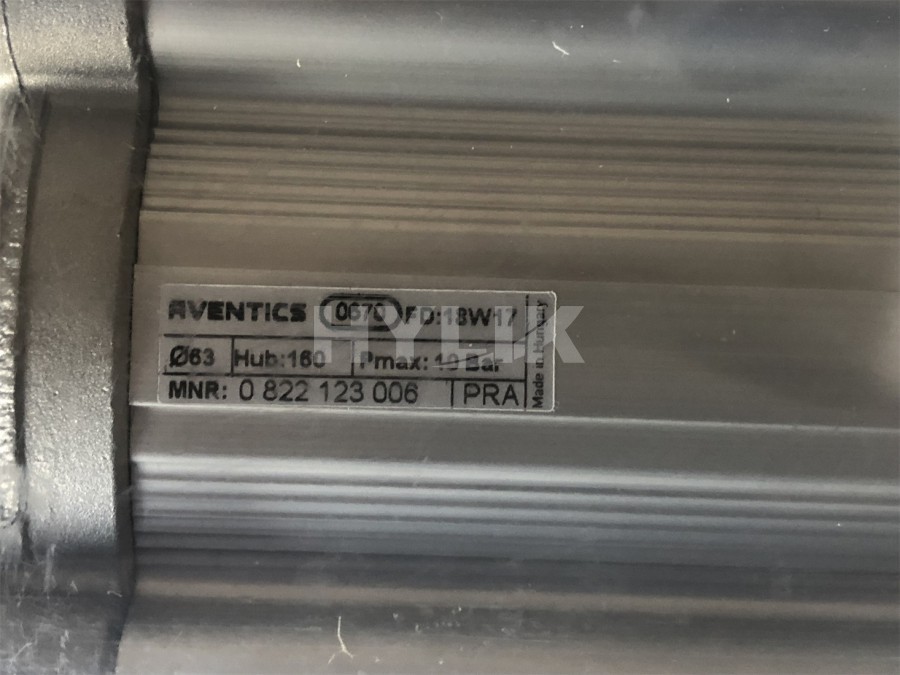 AVENTICS 0670 FD:18W17
Ø63 Hub:160 Pmax: 10 Bar
MNR: 0 822 123 006 PRA
Made in Hungary
HYLIX